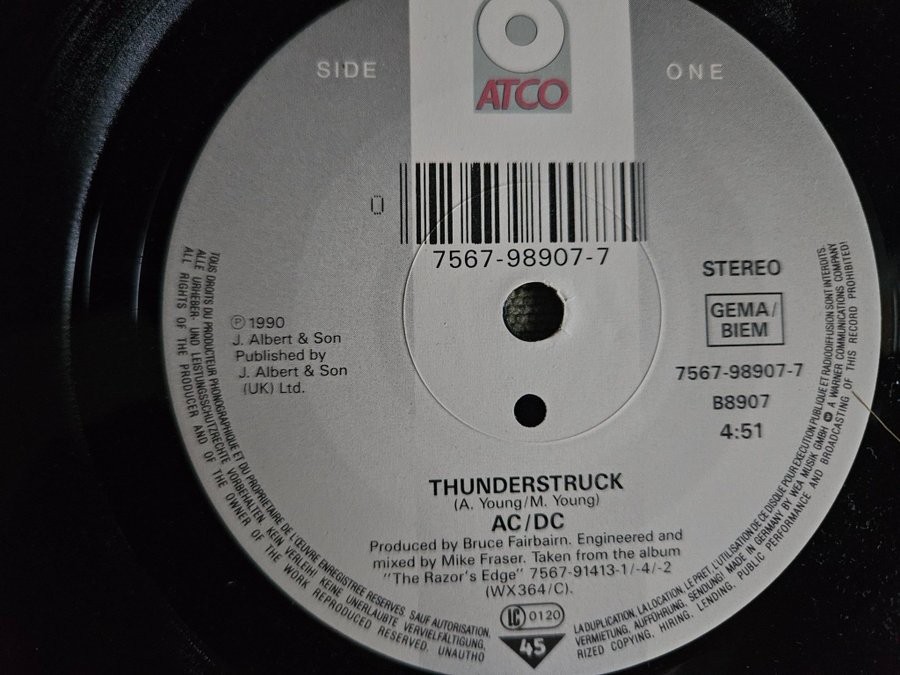 SIDE
ONE
ATCO
0
7567-98907-7
STEREO
GEMA/
BIEM
7567-98907-7
B8907
4:51
Ⓟ 1990
J. Albert & Son
Published by
J. Albert & Son
(UK) Ltd.
THUNDERSTRUCK
(A. Young/M. Young)
AC/DC
Produced by Bruce Fairbairn. Engineered and
mixed by Mike Fraser. Taken from the album
"The Razor's Edge" 7567-91413-1/-4/-2
(WX364/C).
LC 0120
45
TOUS DROITS DU PRODUCTEUR PHONOGRAPHIQUE ET DU PROPRIETAIRE DE L'ŒUVRE ENREGISTREE RESERVES. SAUF AUTORISATION,
LA DUPLICATION, LA LOCATION, LE PRET, L'UTILISATION DE CE DISQUE POUR EXECUTION PUBLIQUE ET RADIODIFFUSION SONT INTERDITS.
ALLE URHEBER- UND LEISTUNGSSCHUTZRECHTE VORBEHALTEN. KEIN VERLEIH! KEINE UNERLAUBTE VERVIELFÄLTIGUNG,
VERMIETUNG, AUFFÜHRUNG, SENDUNG! MADE IN GERMANY BY WEA MUSIK GMBH A WARNER COMMUNICATIONS COMPANY
ALL RIGHTS OF THE PRODUCER AND OF THE OWNER OF THE WORK REPRODUCED RESERVED. UNAUTHO
RIZED COPYING, HIRING, LENDING, PUBLIC PERFORMANCE AND BROADCASTING OF THIS RECORD PROHIBITED!